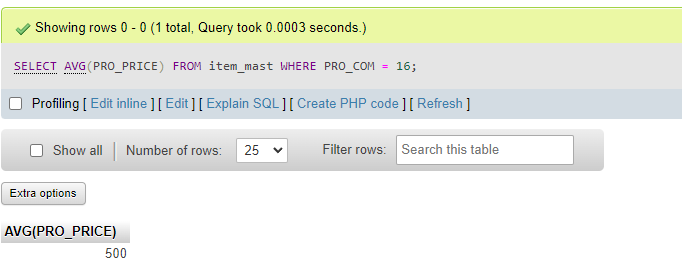 Showing rows 0 - 0 (1 total, Query took 0.0003 seconds.)
SELECT AVG(PRO_PRICE) FROM item_mast WHERE PRO_COM = 16;
Profiling [ Edit inline ] [ Edit ] [ Explain SQL ] [ Create PHP code ] [ Refresh ]
Show all Number of rows: 25 Filter rows: Search this table
Extra options
AVG(PRO_PRICE)
500